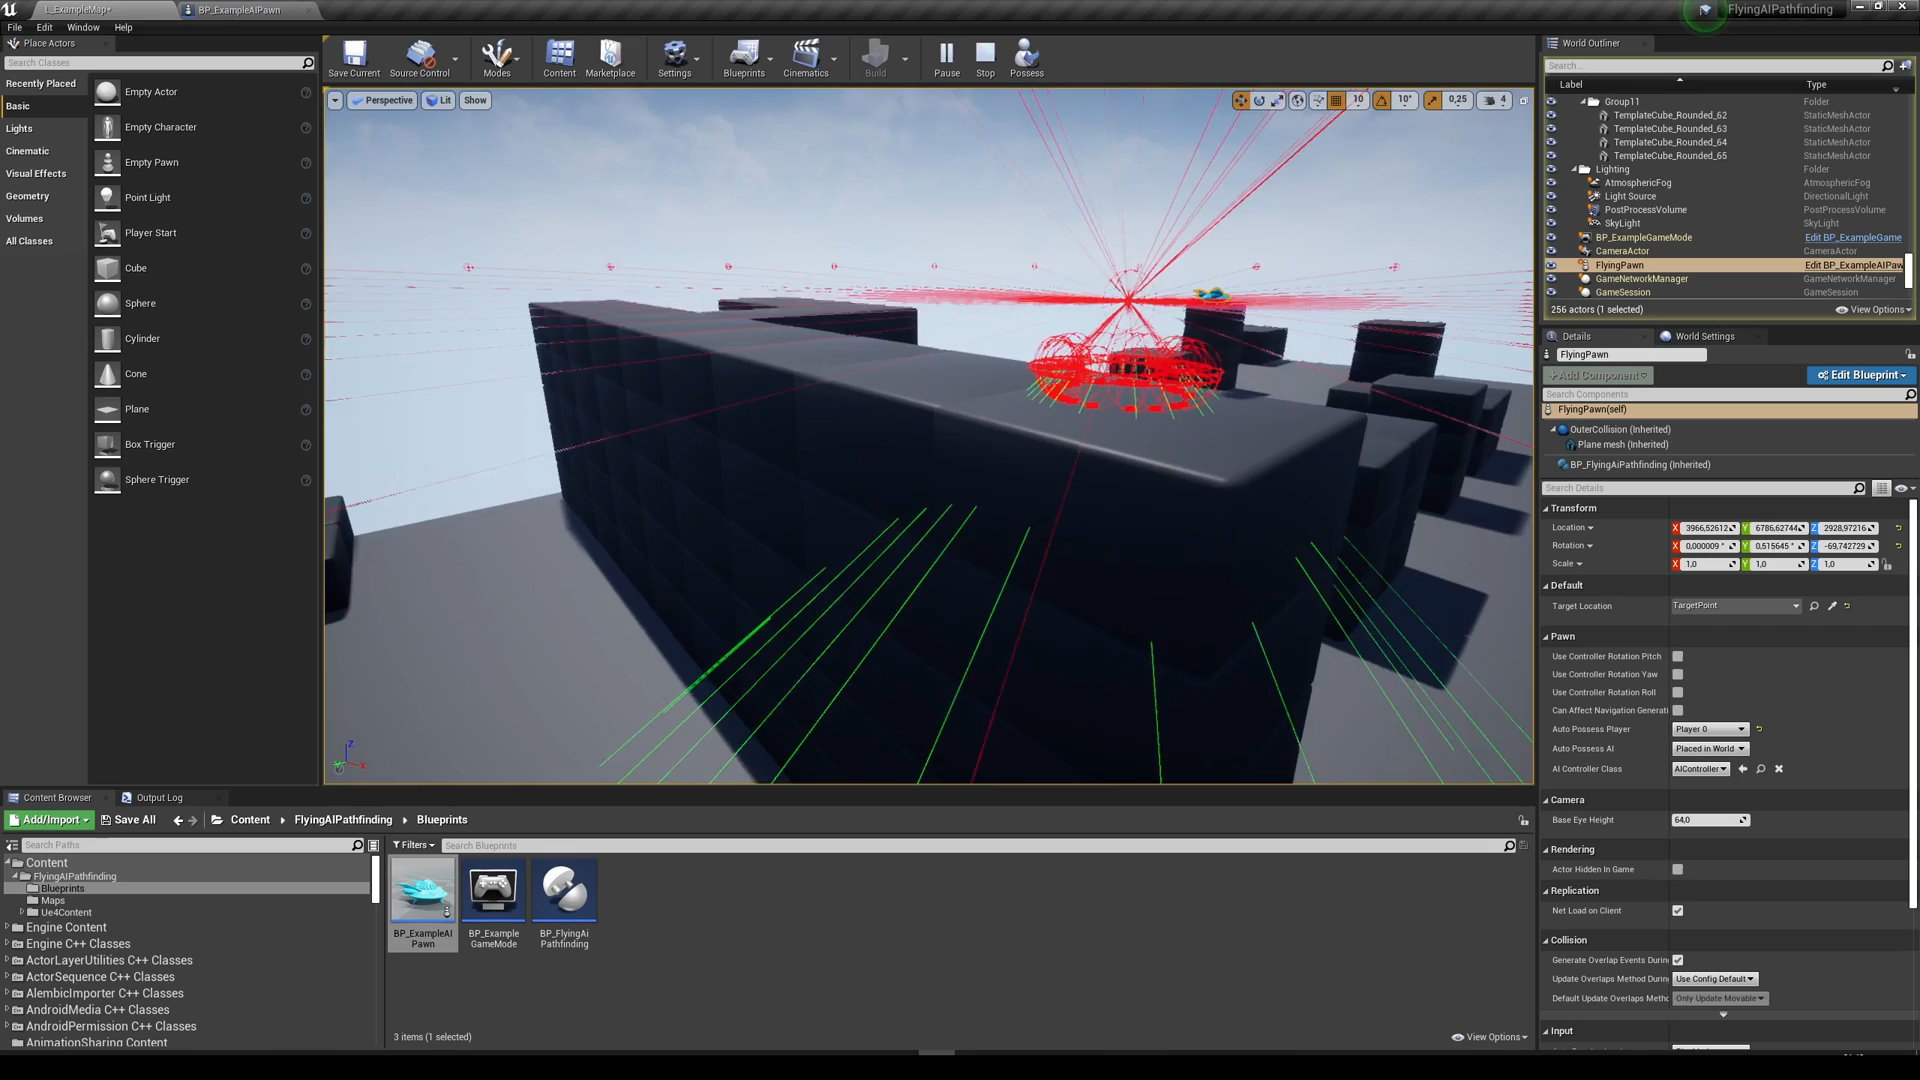 L_ExampleMap*
BP_ExampleAIPawn
FlyingAIPathfinding
File
Edit
Window
Help
Place Actors
Search Classes
Recently Placed
Basic
Lights
Cinematic
Visual Effects
Geometry
Volumes
All Classes
Empty Actor
Empty Character
Empty Pawn
Point Light
Player Start
Cube
Sphere
Cylinder
Cone
Plane
Box Trigger
Sphere Trigger
Save Current
Source Control
Modes
Content
Marketplace
Settings
Blueprints
Cinematics
Build
Pause
Stop
Possess
Perspective
Lit
Show
10
10°
0,25
4
Z
X
World Outliner
Search...
Label
Type
Group11
Folder
TemplateCube_Rounded_62
StaticMeshActor
TemplateCube_Rounded_63
StaticMeshActor
TemplateCube_Rounded_64
StaticMeshActor
TemplateCube_Rounded_65
StaticMeshActor
Lighting
Folder
AtmosphericFog
AtmosphericFog
Light Source
DirectionalLight
PostProcessVolume
PostProcessVolume
SkyLight
SkyLight
BP_ExampleGameMode
Edit BP_ExampleGame
CameraActor
CameraActor
FlyingPawn
Edit BP_ExampleAIPaw
GameNetworkManager
GameNetworkManager
GameSession
GameSession
256 actors (1 selected)
View Options
Details
World Settings
FlyingPawn
+Add Component
Edit Blueprint
Search Components
FlyingPawn(self)
OuterCollision (Inherited)
Plane mesh (Inherited)
BP_FlyingAiPathfinding (Inherited)
Search Details
Transform
Location
X 3966,52612 Y 6786,62744 Z 2928,97216
Rotation
X 0,000009 ° Y 0,515645 ° Z -69,742729
Scale
X 1,0 Y 1,0 Z 1,0
Default
Target Location
TargetPoint
Pawn
Use Controller Rotation Pitch
Use Controller Rotation Yaw
Use Controller Rotation Roll
Can Affect Navigation Generati
Auto Possess Player
Player 0
Auto Possess AI
Placed in World
AI Controller Class
AIController
Camera
Base Eye Height
64,0
Rendering
Actor Hidden In Game
Replication
Net Load on Client
Collision
Generate Overlap Events Durin
Update Overlaps Method Durin
Use Config Default
Default Update Overlaps Metho
Only Update Movable
Input
Content Browser
Output Log
Add/Import
Save All
Content
FlyingAIPathfinding
Blueprints
Search Paths
Filters
Search Blueprints
Content
FlyingAIPathfinding
Blueprints
Maps
Ue4Content
Engine Content
Engine C++ Classes
ActorLayerUtilities C++ Classes
ActorSequence C++ Classes
AlembicImporter C++ Classes
AndroidMedia C++ Classes
AndroidPermission C++ Classes
AnimationSharing Content
BP_ExampleAI
Pawn
BP_Example
GameMode
BP_FlyingAi
Pathfinding
3 items (1 selected)
View Options